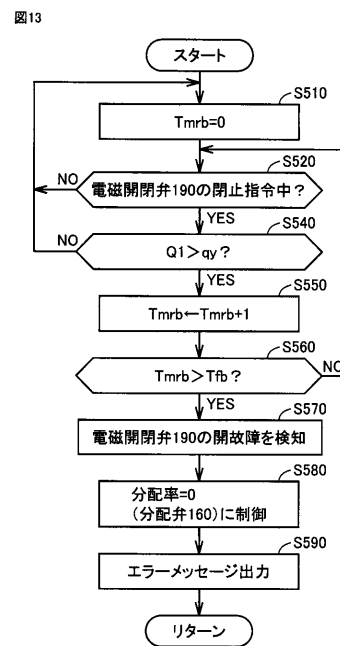 図13
スタート
S510
Tmrb=0
S520
電磁開閉弁190の閉止指令中？
NO
YES
S540
Q1＞qy？
NO
YES
S550
Tmrb←Tmrb+1
S560
Tmrb＞Tfb？
NO
YES
S570
電磁開閉弁190の開故障を検知
S580
分配率=0
(分配弁160)に制御
S590
エラーメッセージ出力
リターン